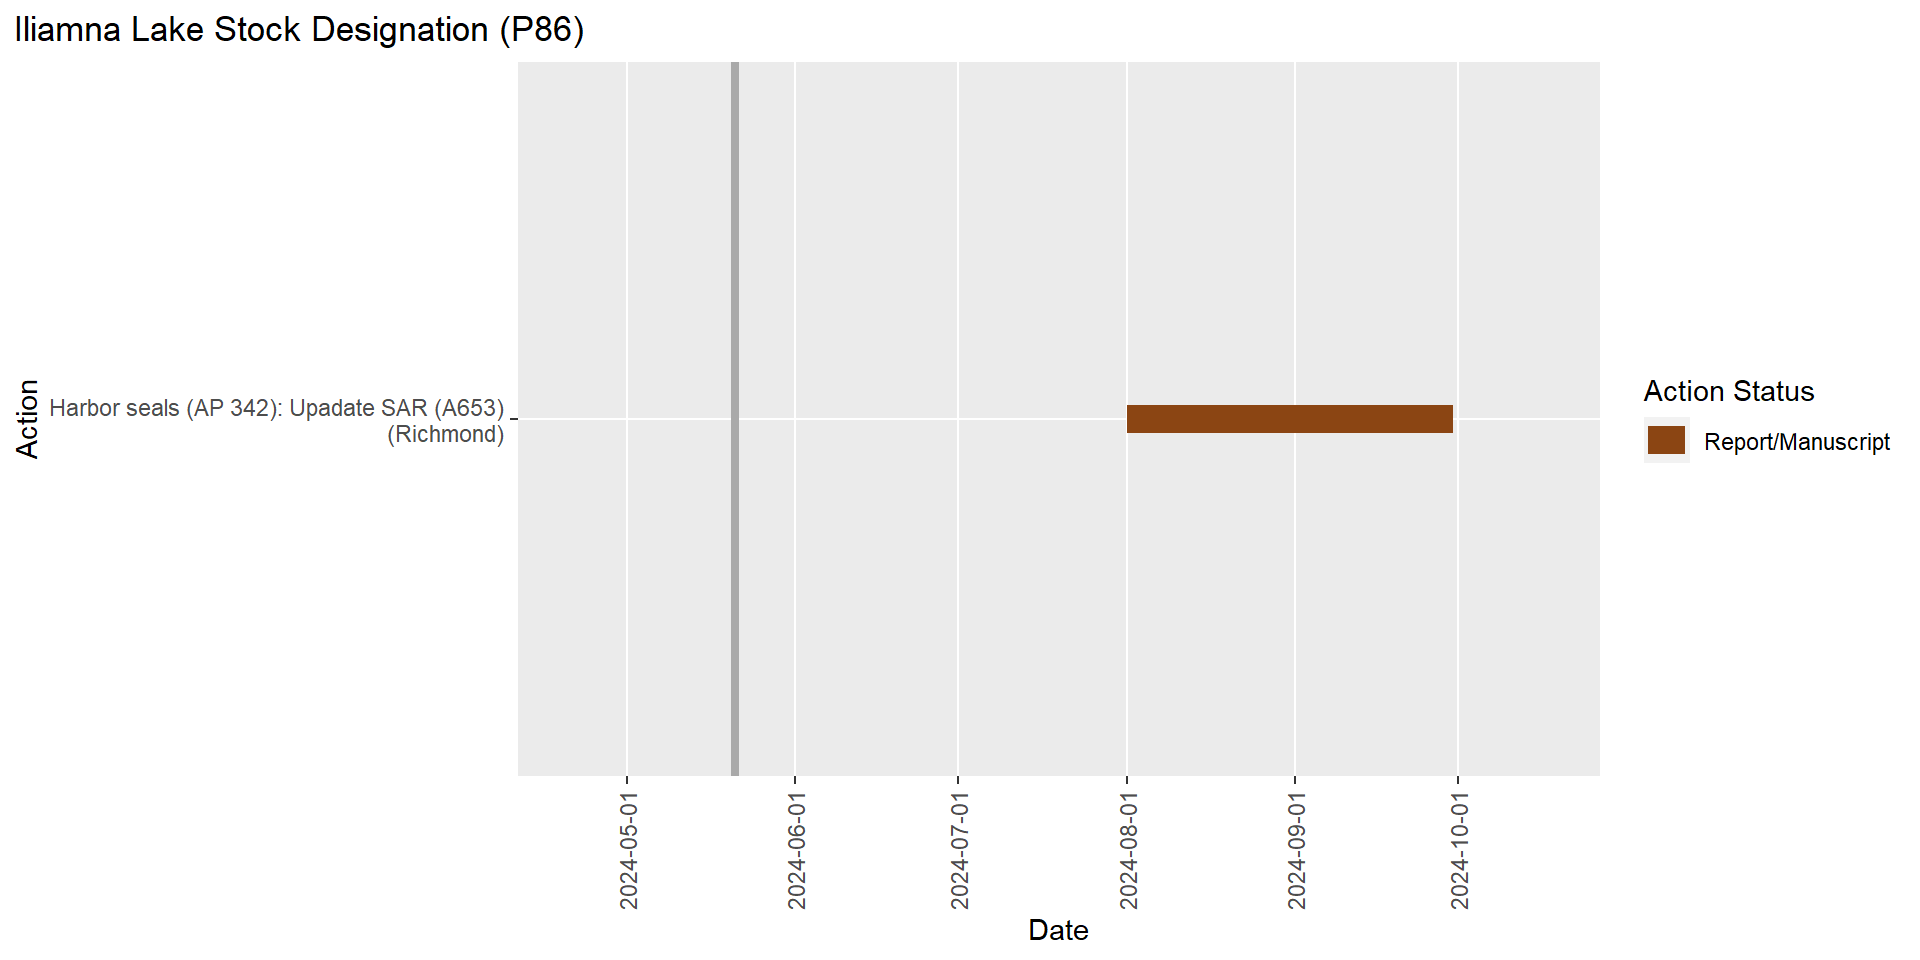 Iliamna Lake Stock Designation (P86)
Action
Harbor seals (AP 342): Upadate SAR (A653)
(Richmond)
2024-05-01
2024-06-01
2024-07-01
2024-08-01
2024-09-01
2024-10-01
Date
Action Status
Report/Manuscript